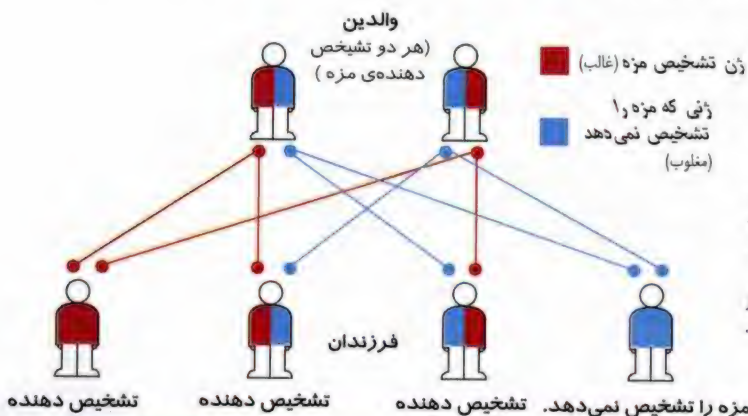 والدین
(هر دو تشیخص
دهنده‌ی مزه )
ژن تشخیص مزه (غالب)
ژنی که مزه را
تشخیص نمی‌دهد
(مغلوب)
فرزندان
تشخیص دهنده
تشخیص دهنده
تشخیص دهنده
مزه را تشخیص نمی‌دهد.